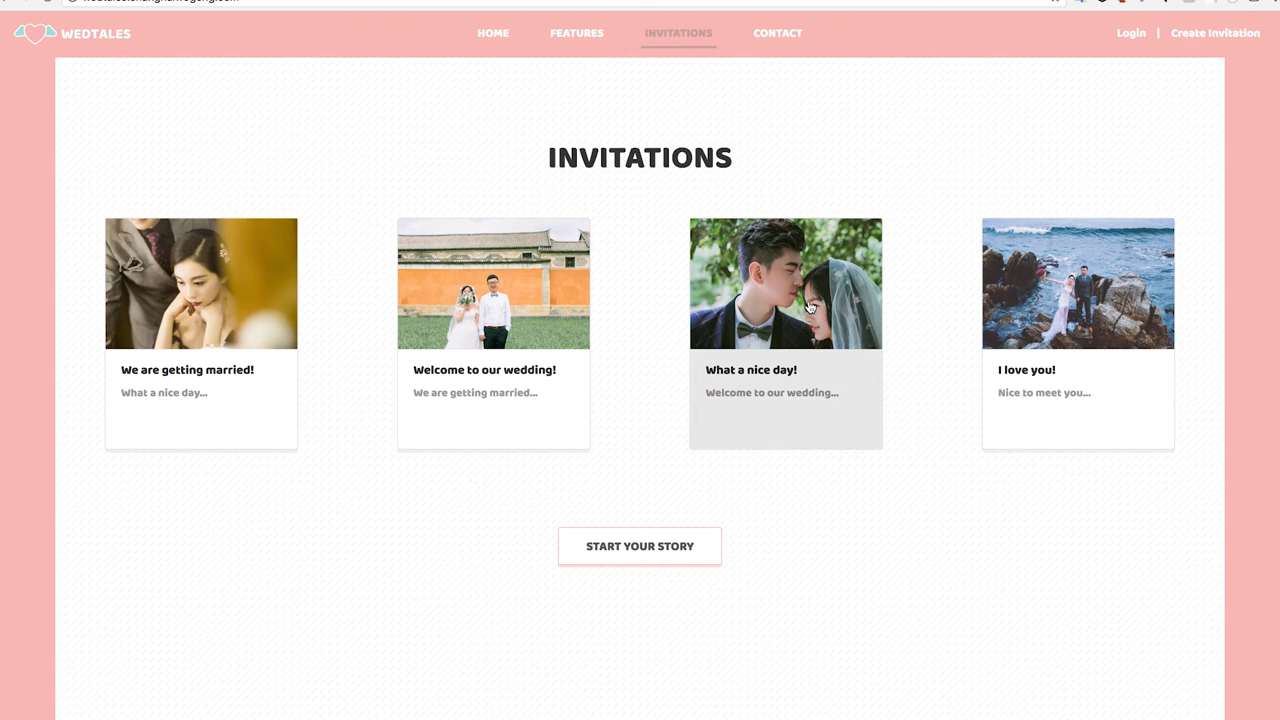 WEDTALES
HOME FEATURES INVITATIONS CONTACT
Login | Create Invitation
INVITATIONS
We are getting married!
What a nice day...
Welcome to our wedding!
We are getting married...
What a nice day!
Welcome to our wedding...
I love you!
Nice to meet you...
START YOUR STORY